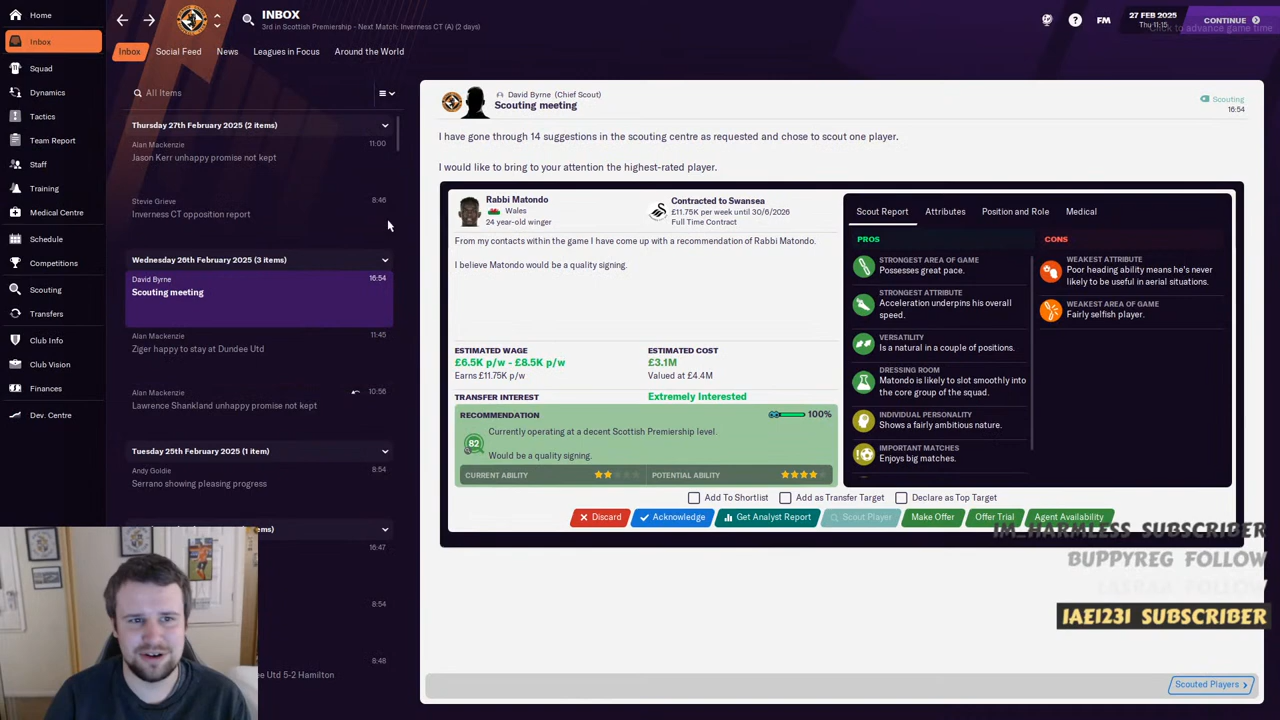 Home
Inbox
Squad
Dynamics
Tactics
Team Report
Staff
Training
Medical Centre
Schedule
Competitions
Scouting
Transfers
Club Info
Club Vision
Finances
Dev. Centre
INBOX
3rd in Scottish Premiership - Next Match: Inverness CT (A) (2 days)
FM
27 FEB 2025
Thu 11:15
CONTINUE
Click to advance game time
Inbox
Social Feed
News
Leagues in Focus
Around the World
All Items
Thursday 27th February 2025 (2 items)
Alan Mackenzie
11:00
Jason Kerr unhappy promise not kept
Stevie Grieve
8:46
Inverness CT opposition report
Wednesday 26th February 2025 (3 items)
David Byrne
16:54
Scouting meeting
Alan Mackenzie
11:45
Ziger happy to stay at Dundee Utd
Alan Mackenzie
10:56
Lawrence Shankland unhappy promise not kept
Tuesday 25th February 2025 (1 item)
Andy Goldie
8:54
Serrano showing pleasing progress
16:47
8:54
8:48
Utd 5-2 Hamilton
David Byrne (Chief Scout)
Scouting meeting
Scouting
16:54
I have gone through 14 suggestions in the scouting centre as requested and chose to scout one player.
I would like to bring to your attention the highest-rated player.
Rabbi Matondo
Wales
24 year-old winger
Contracted to Swansea
£11.75K per week until 30/6/2026
Full Time Contract
From my contacts within the game I have come up with a recommendation of Rabbi Matondo.
I believe Matondo would be a quality signing.
ESTIMATED WAGE
£6.5K p/w - £8.5K p/w
Earns £11.75K p/w
ESTIMATED COST
£3.1M
Valued at £4.4M
TRANSFER INTEREST
Extremely Interested
RECOMMENDATION
100%
Currently operating at a decent Scottish Premiership level.
82
Would be a quality signing.
CURRENT ABILITY
POTENTIAL ABILITY
Scout Report
Attributes
Position and Role
Medical
PROS
STRONGEST AREA OF GAME
Possesses great pace.
STRONGEST ATTRIBUTE
Acceleration underpins his overall
speed.
VERSATILITY
Is a natural in a couple of positions.
DRESSING ROOM
Matondo is likely to slot smoothly into
the core group of the squad.
INDIVIDUAL PERSONALITY
Shows a fairly ambitious nature.
IMPORTANT MATCHES
Enjoys big matches.
CONS
WEAKEST ATTRIBUTE
Poor heading ability means he's never
likely to be useful in aerial situations.
WEAKEST AREA OF GAME
Fairly selfish player.
Add To Shortlist
Add as Transfer Target
Declare as Top Target
Discard
Acknowledge
Get Analyst Report
Scout Player
Make Offer
Offer Trial
Agent Availability
IM_HARMLESS SUBSCRIBER
BUPPYREG FOLLOW
LASRAG FOLLOW
IAE1231 SUBSCRIBER
Scouted Players